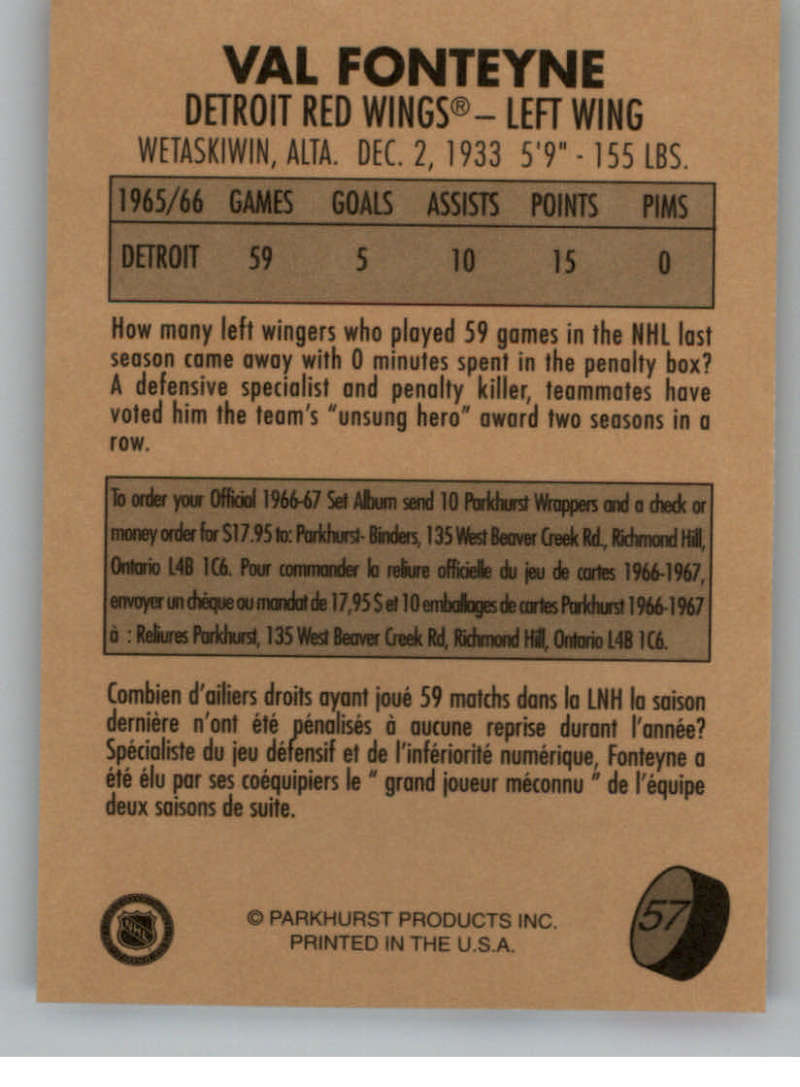 VAL FONTEYNE
DETROIT RED WINGS® – LEFT WING
WETASKIWIN, ALTA. DEC. 2, 1933 5'9" - 155 LBS.
1965/66 GAMES GOALS ASSISTS POINTS PIMS
DETROIT 59 5 10 15 0
How many left wingers who played 59 games in the NHL last
season came away with 0 minutes spent in the penalty box?
A defensive specialist and penalty killer, teammates have
voted him the team's "unsung hero" award two seasons in a
row.
To order your Official 1966-67 Set Album send 10 Parkhurst Wrappers and a check or
money order for $17.95 to: Parkhurst- Binders, 135 West Beaver Creek Rd., Richmond Hill,
Ontario L4B 1C6. Pour commander la reliure officielle du jeu de cartes 1966-1967,
envoyer un chéque ou mandat de 17,95 $ et 10 emballages de cartes Parkhurst 1966-1967
à : Reliures Parkhurst, 135 West Beaver Creek Rd, Richmond Hill, Ontario L4B 1C6.
Combien d'ailiers droits ayant joué 59 matchs dans la LNH la saison
dernière n'ont été pénalisés à aucune reprise durant l'année?
Spécialiste du jeu défensif et de l'infériorité numérique, Fonteyne a
été élu par ses coéquipiers le " grand joueur méconnu " de l'équipe
deux saisons de suite.
NHL
© PARKHURST PRODUCTS INC.
PRINTED IN THE U.S.A.
57